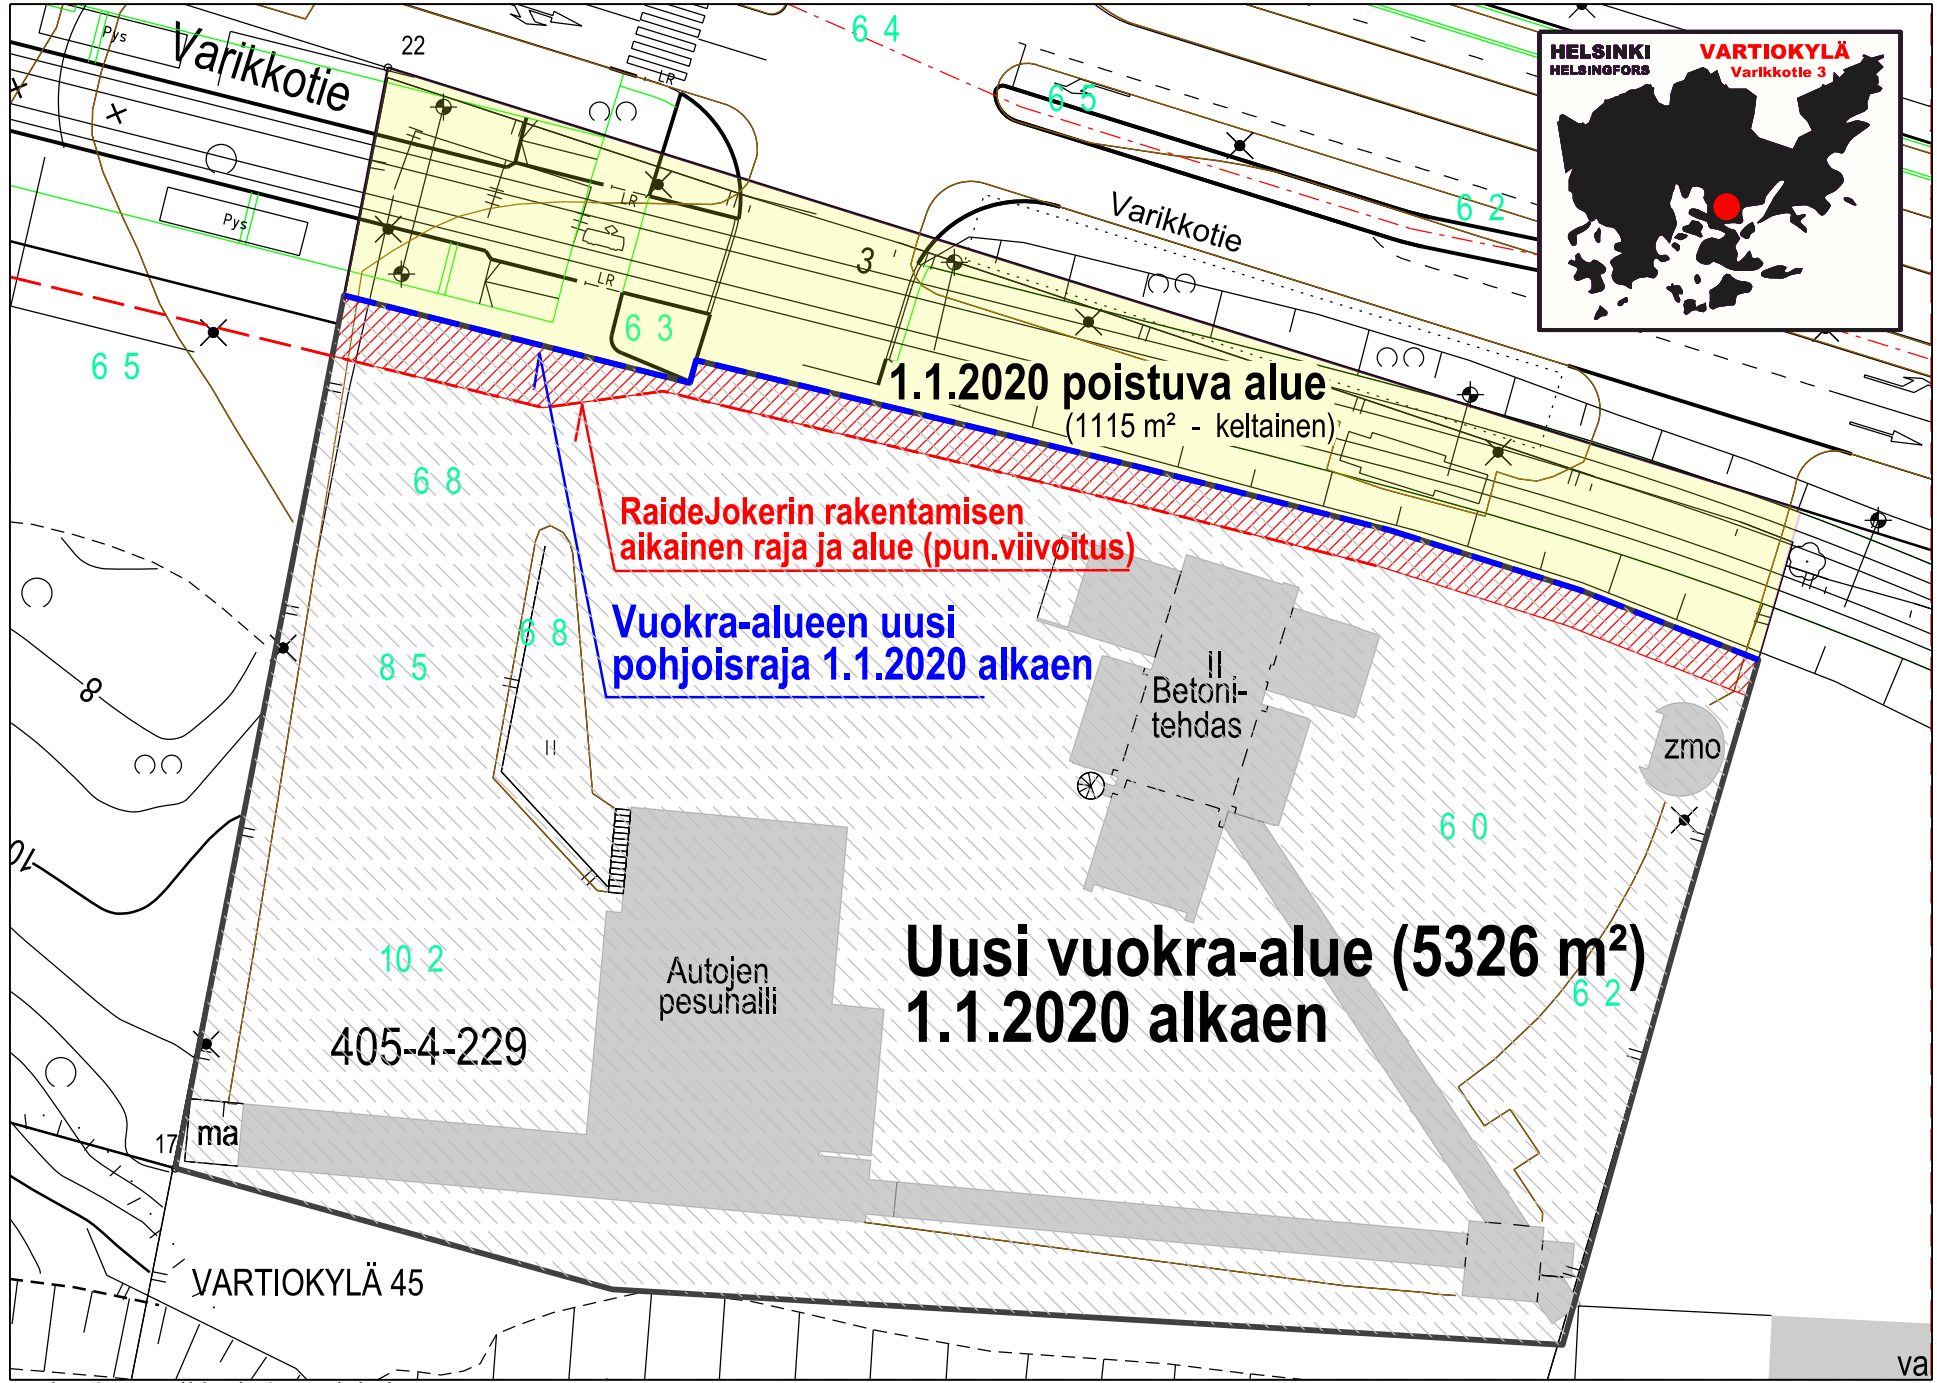 Pys
Varikkotie
22
6 4
LR
6 5
HELSINKI
HELSINGFORS
VARTIOKYLÄ
Varikkotie 3
Pys
LR
3
Varikkotie
6 2
LR
6 3
6 5
1.1.2020 poistuva alue
(1115 m² - keltainen)
6 8
RaideJokerin rakentamisen
aikainen raja ja alue (pun.viivoitus)
6 8
Vuokra-alueen uusi
pohjoisraja 1.1.2020 alkaen
8 5
8
II
Betoni-
tehdas
zmo
6 0
10
10 2
Autojen
pesuhalli
Uusi vuokra-alue (5326 m²)
1.1.2020 alkaen
6 2
405-4-229
17
ma
VARTIOKYLÄ 45
va